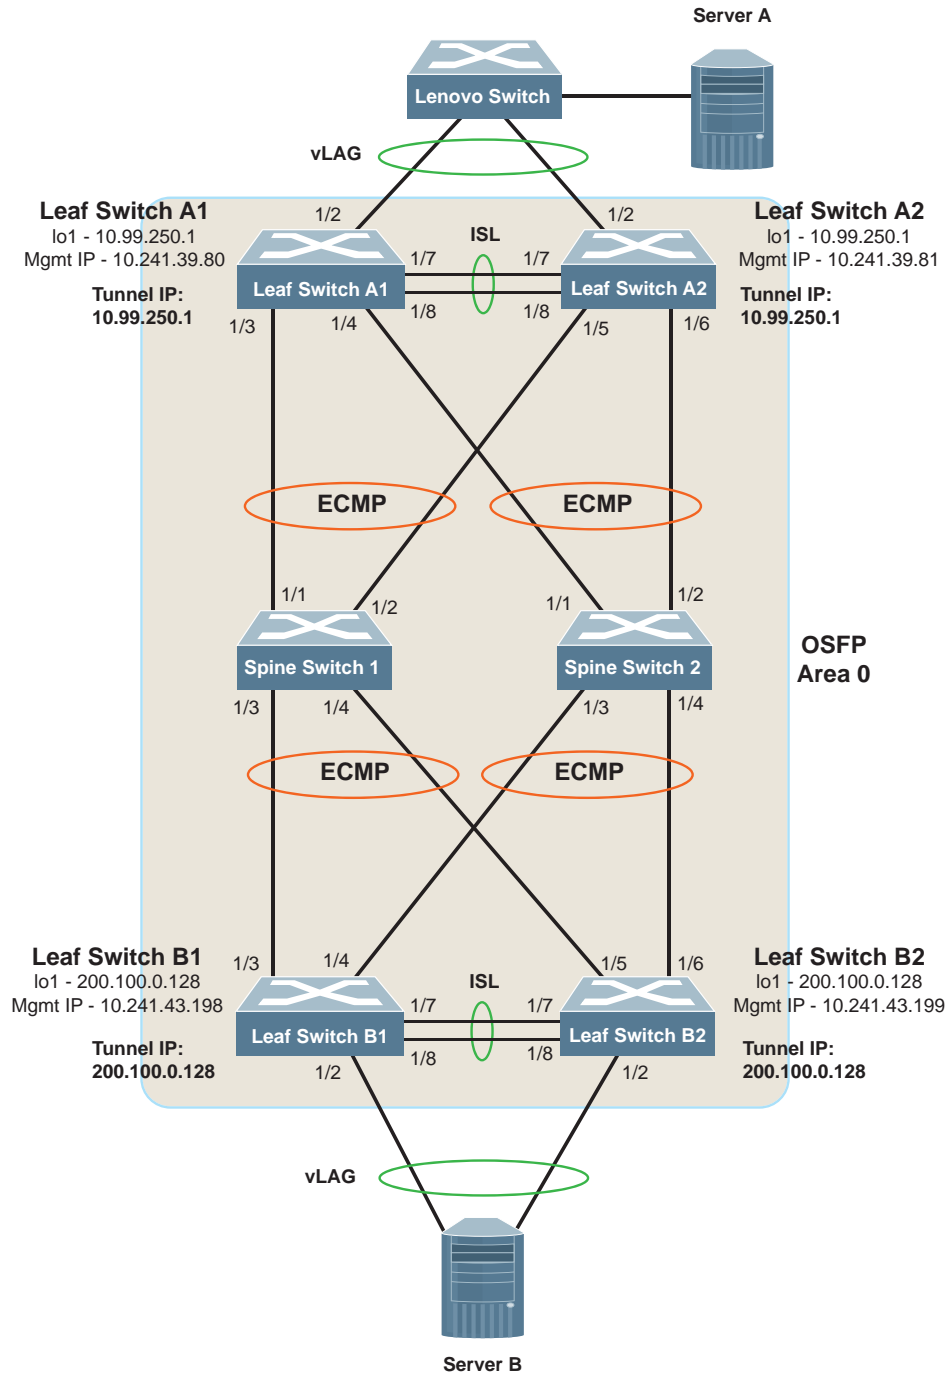 Server A
Lenovo Switch
vLAG
Leaf Switch A1
lo1 - 10.99.250.1
Mgmt IP - 10.241.39.80
Tunnel IP:
10.99.250.1
1/2
1/2
Leaf Switch A2
lo1 - 10.99.250.1
Mgmt IP - 10.241.39.81
Tunnel IP:
10.99.250.1
ISL
1/7
1/7
Leaf Switch A1
Leaf Switch A2
1/8
1/8
1/3
1/4
1/5
1/6
ECMP
ECMP
1/1
1/2
1/1
1/2
Spine Switch 1
Spine Switch 2
OSFP
Area 0
1/3
1/4
1/3
1/4
ECMP
ECMP
Leaf Switch B1
lo1 - 200.100.0.128
Mgmt IP - 10.241.43.198
Tunnel IP:
200.100.0.128
1/3
1/4
1/5
1/6
Leaf Switch B2
lo1 - 200.100.0.128
Mgmt IP - 10.241.43.199
Tunnel IP:
200.100.0.128
ISL
1/7
1/7
Leaf Switch B1
Leaf Switch B2
1/8
1/8
1/2
1/2
vLAG
Server B